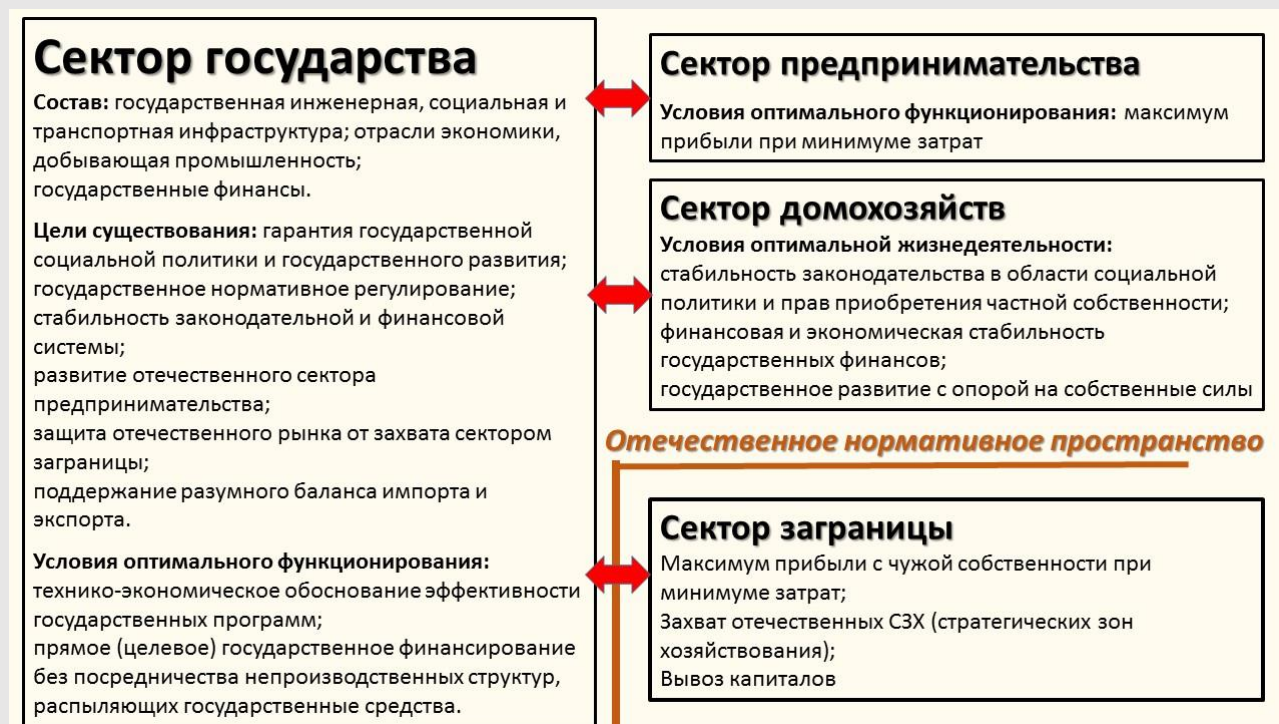 Сектор государства
Состав: государственная инженерная, социальная и
транспортная инфраструктура; отрасли экономики,
добывающая промышленность;
государственные финансы.
Цели существования: гарантия государственной
социальной политики и государственного развития;
государственное нормативное регулирование;
стабильность законодательной и финансовой
системы;
развитие отечественного сектора
предпринимательства;
защита отечественного рынка от захвата сектором
заграницы;
поддержание разумного баланса импорта и
экспорта.
Условия оптимального функционирования:
технико-экономическое обоснование эффективности
государственных программ;
прямое (целевое) государственное финансирование
без посредничества непроизводственных структур,
распыляющих государственные средства.
Сектор предпринимательства
Условия оптимального функционирования: максимум
прибыли при минимуме затрат
Сектор домохозяйств
Условия оптимальной жизнедеятельности:
стабильность законодательства в области социальной
политики и прав приобретения частной собственности;
финансовая и экономическая стабильность
государственных финансов;
государственное развитие с опорой на собственные силы
Отечественное нормативное пространство
Сектор заграницы
Максимум прибыли с чужой собственности при
минимуме затрат;
Захват отечественных СЗХ (стратегических зон
хозяйствования);
Вывоз капиталов